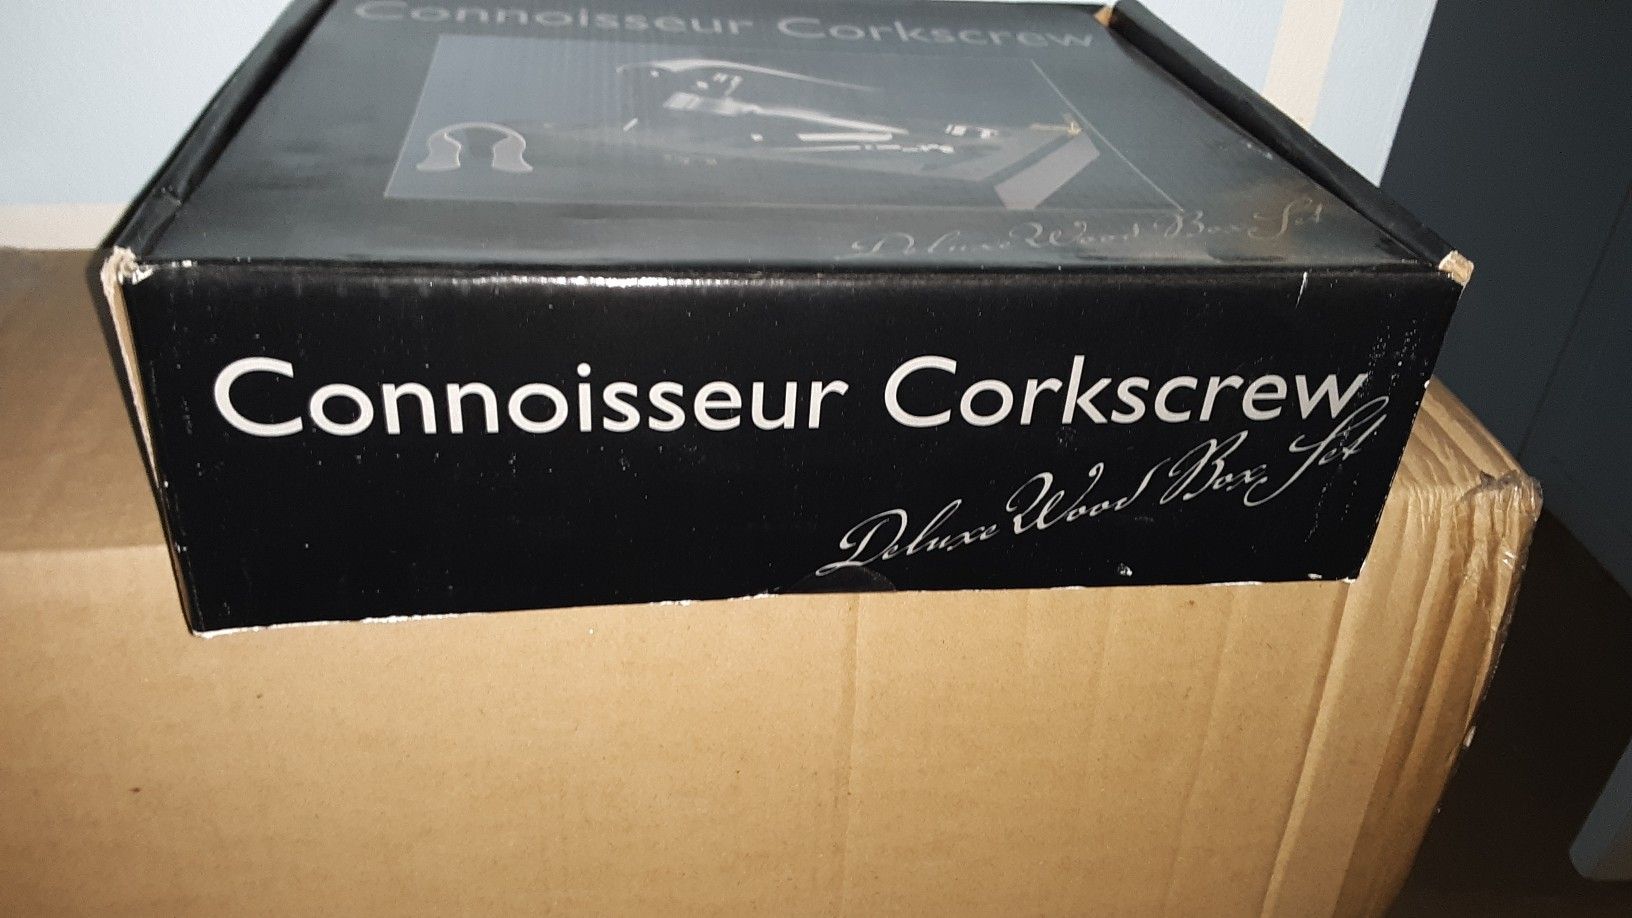 Connoisseur Corkscrew
Deluxe Wood Box Set
Connoisseur Corkscrew
Deluxe Wood Box Set